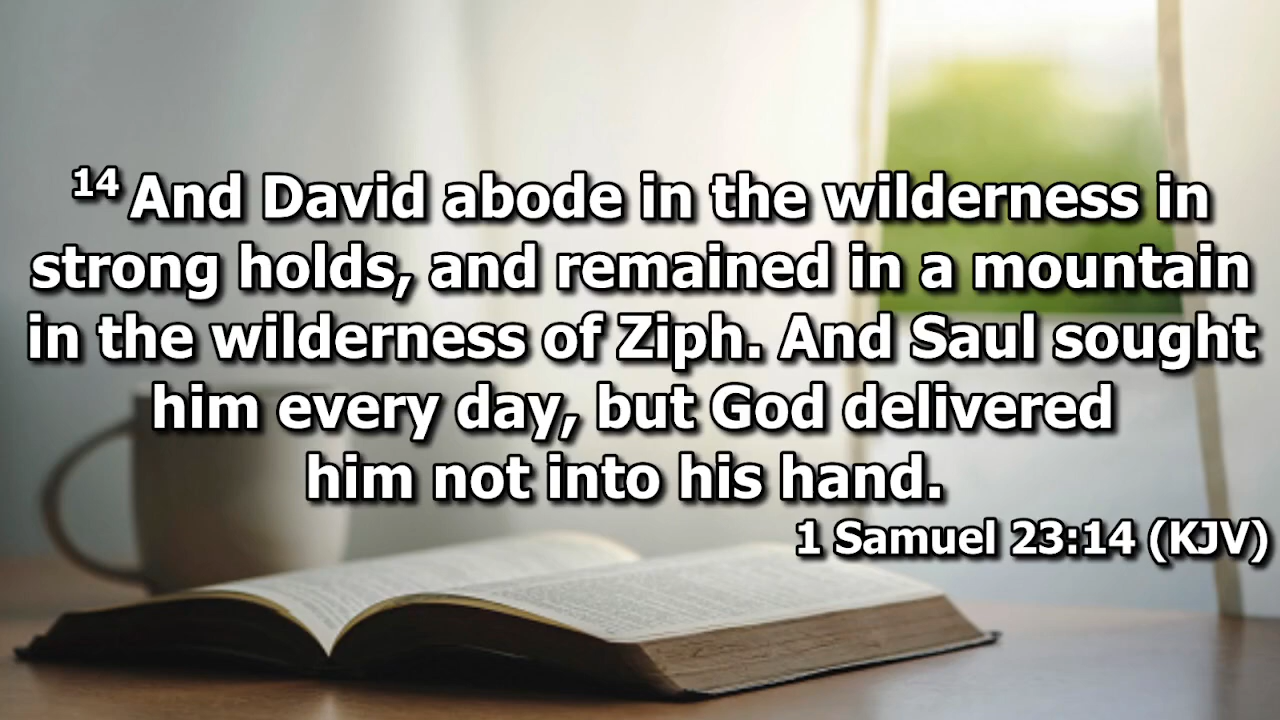 14 And David abode in the wilderness in
strong holds, and remained in a mountain
in the wilderness of Ziph. And Saul sought
him every day, but God delivered
him not into his hand.
1 Samuel 23:14 (KJV)